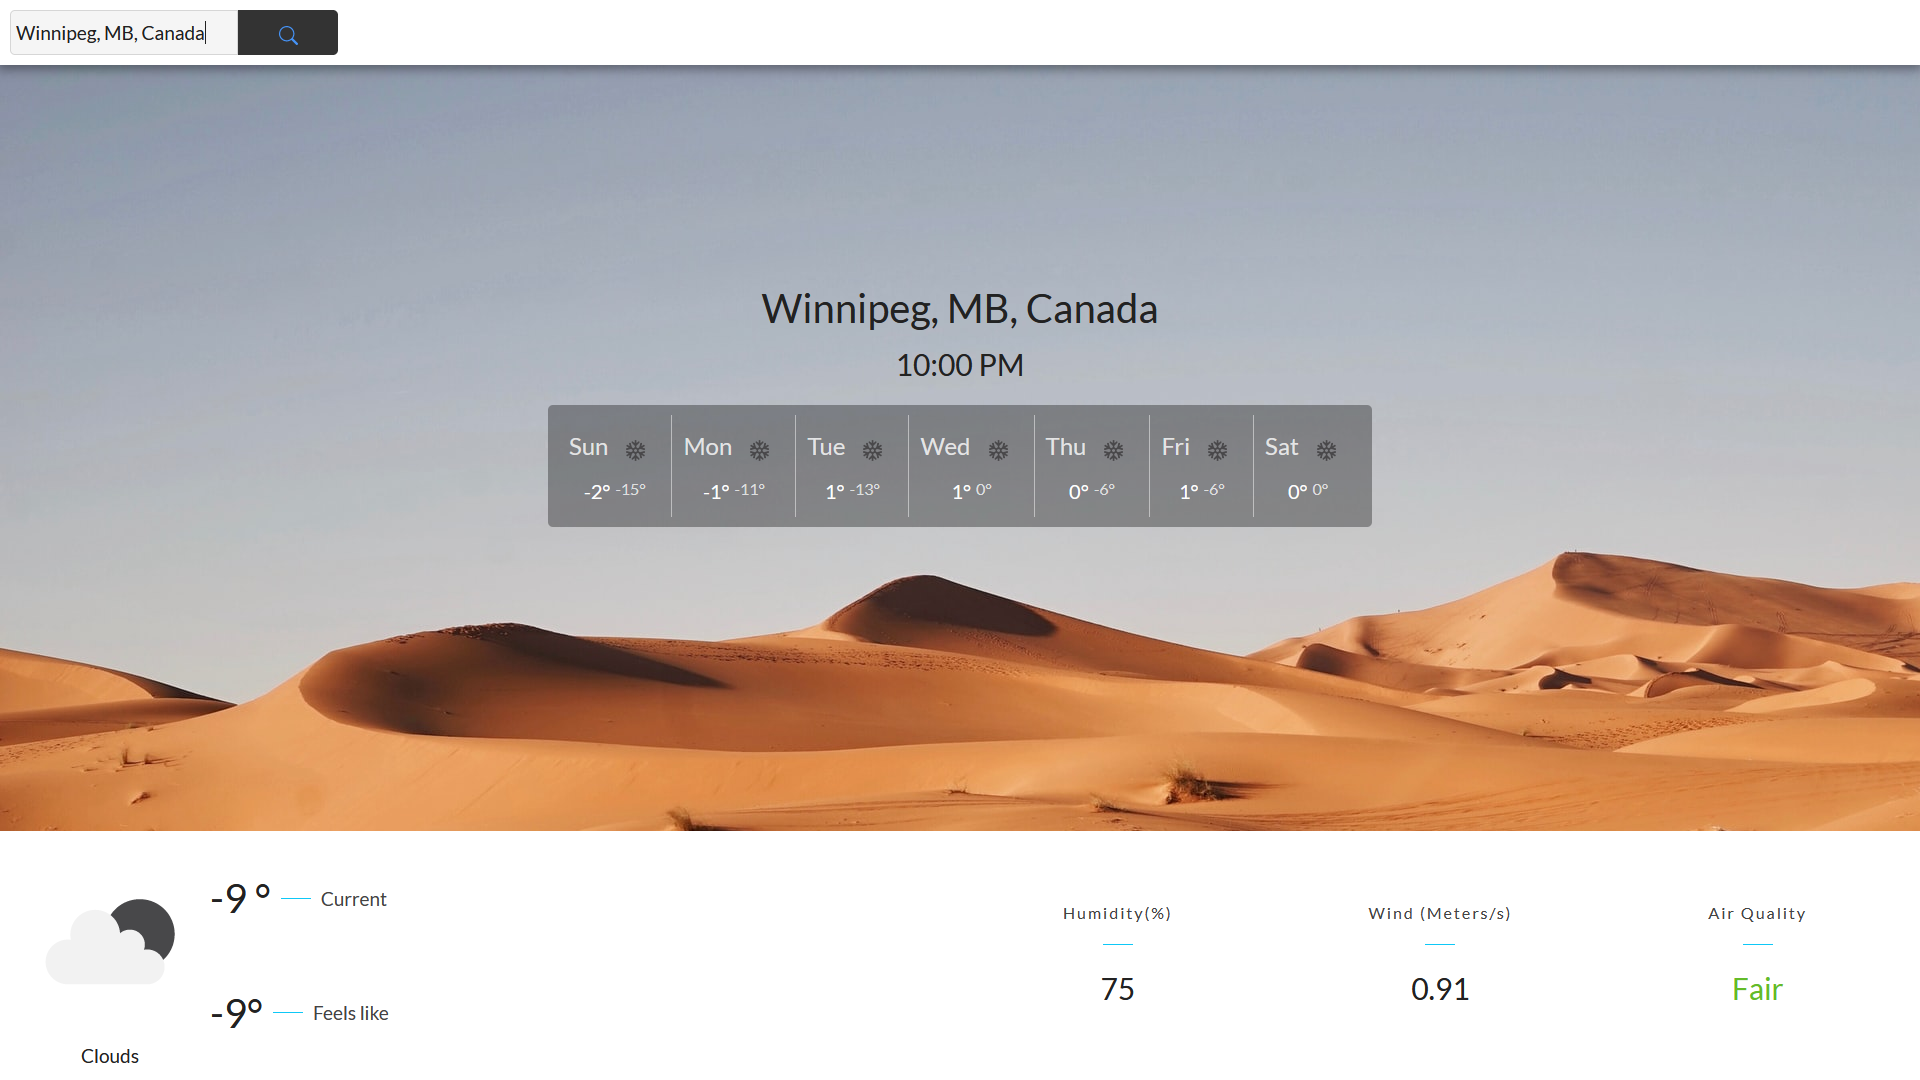 Winnipeg, MB, Canada
Winnipeg, MB, Canada
10:00 PM
Sun Mon Tue Wed Thu Fri Sat
-2° -15° -1° -11° 1° -13° 1° 0° 0° -6° 1° -6° 0° 0°
-9 ° Current
-9° Feels like
Clouds
Humidity(%) Wind (Meters/s) Air Quality
75 0.91 Fair